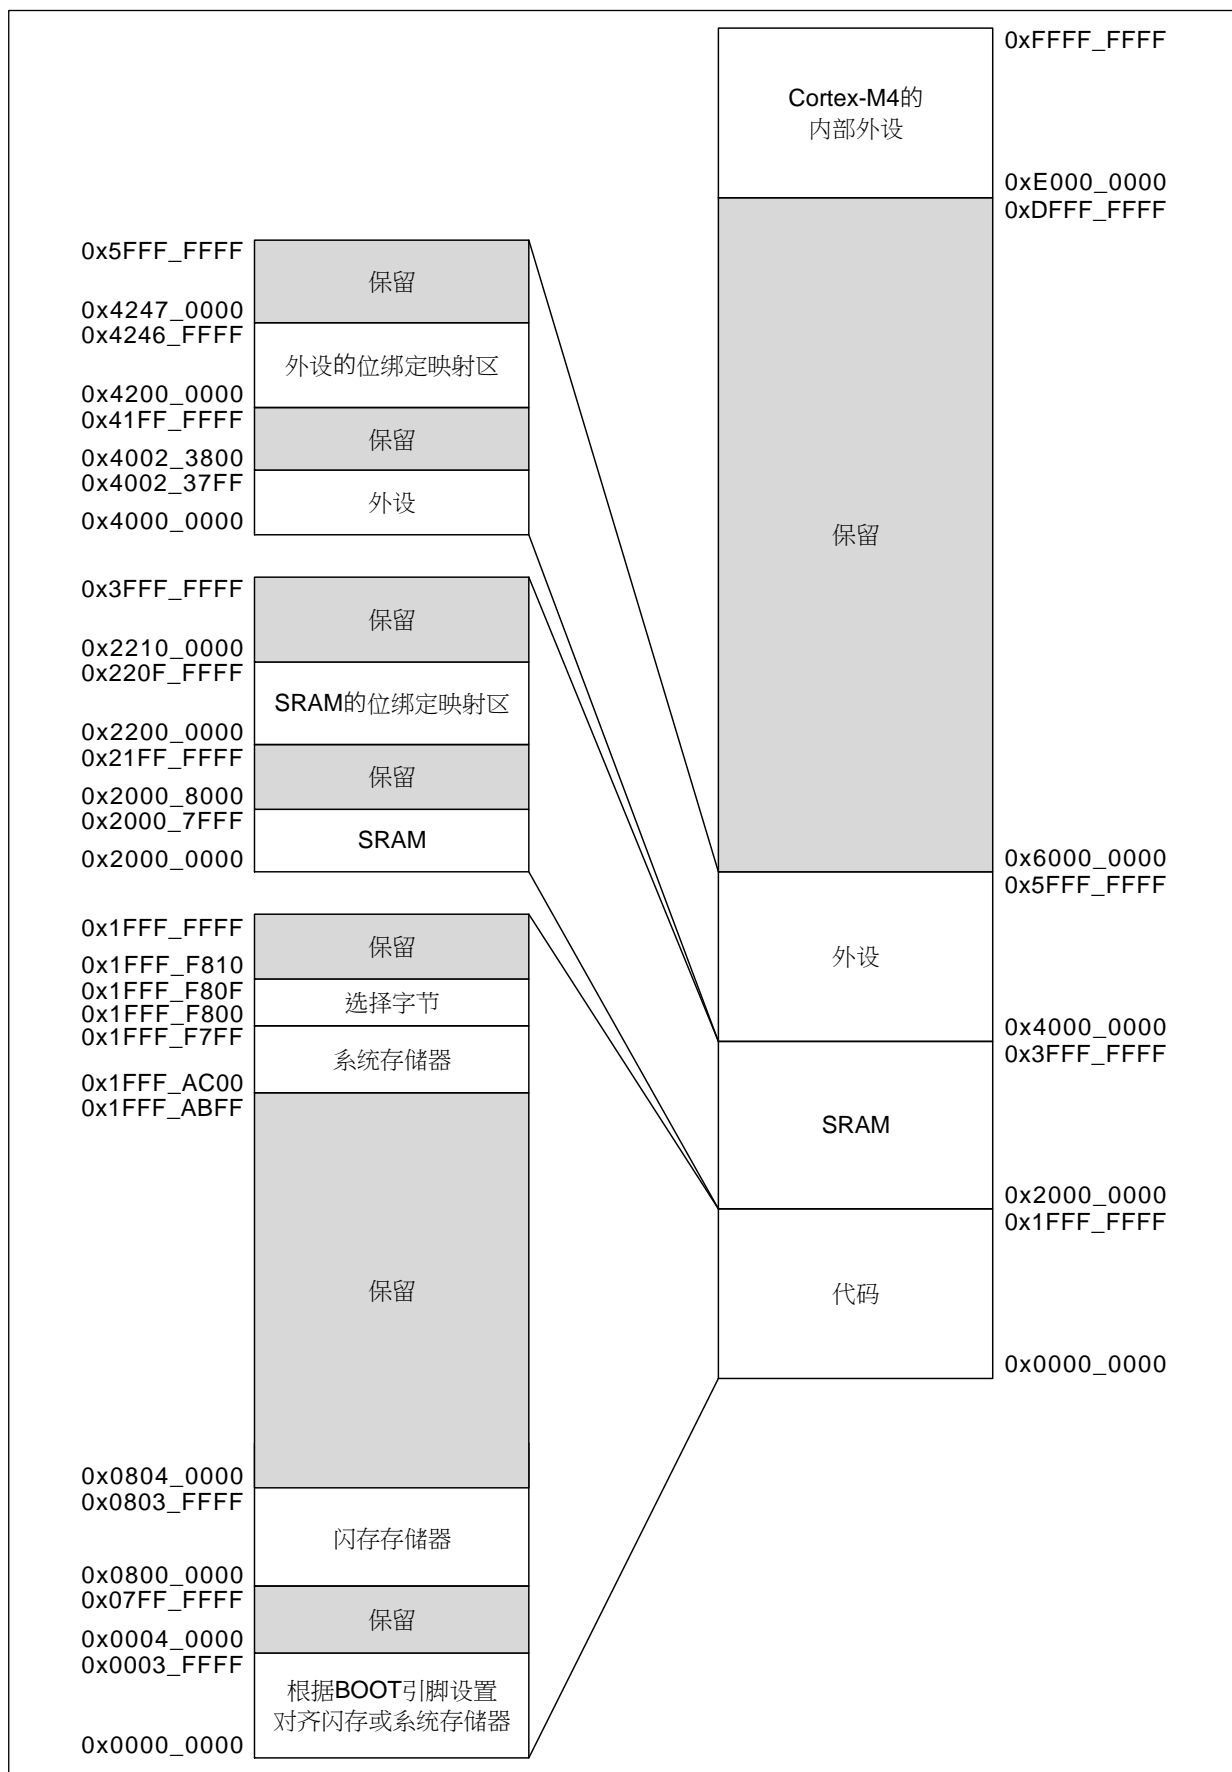 0xFFFF_FFFF
Cortex-M4的
内部外设
0xE000_0000
0xDFFF_FFFF
保留
0x6000_0000
0x5FFF_FFFF
外设
0x4000_0000
0x3FFF_FFFF
SRAM
0x2000_0000
0x1FFF_FFFF
代码
0x0000_0000
0x5FFF_FFFF
保留
0x4247_0000
0x4246_FFFF
外设的位绑定映射区
0x4200_0000
0x41FF_FFFF
保留
0x4002_3800
0x4002_37FF
外设
0x4000_0000
0x3FFF_FFFF
保留
0x2210_0000
0x220F_FFFF
SRAM的位绑定映射区
0x2200_0000
0x21FF_FFFF
保留
0x2000_8000
0x2000_7FFF
SRAM
0x2000_0000
0x1FFF_FFFF
保留
0x1FFF_F810
0x1FFF_F80F
选择字节
0x1FFF_F800
0x1FFF_F7FF
系统存储器
0x1FFF_AC00
0x1FFF_ABFF
保留
0x0804_0000
0x0803_FFFF
闪存存储器
0x0800_0000
0x07FF_FFFF
保留
0x0004_0000
0x0003_FFFF
根据BOOT引脚设置
对齐闪存或系统存储器
0x0000_0000